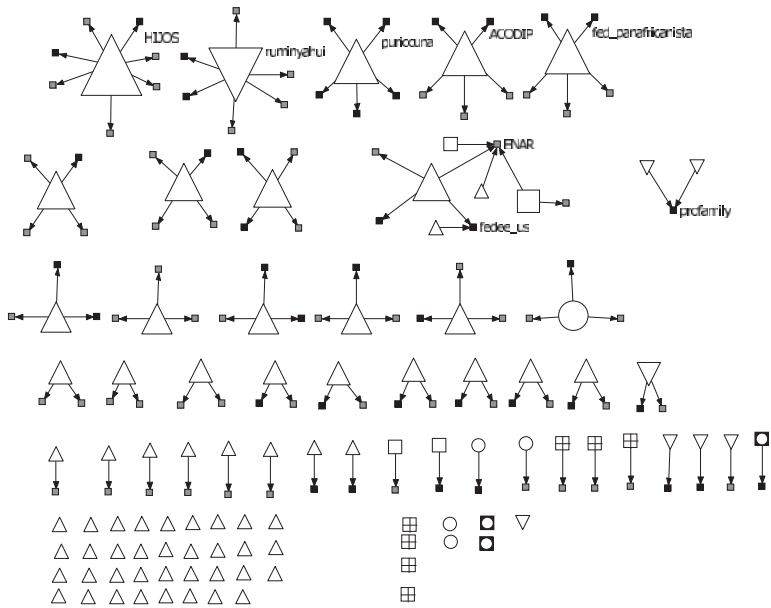 HIJOS
ruminyahui
puriccuna
ACODIP
fed_panafricanista
ENAR
fedee_us
profamily